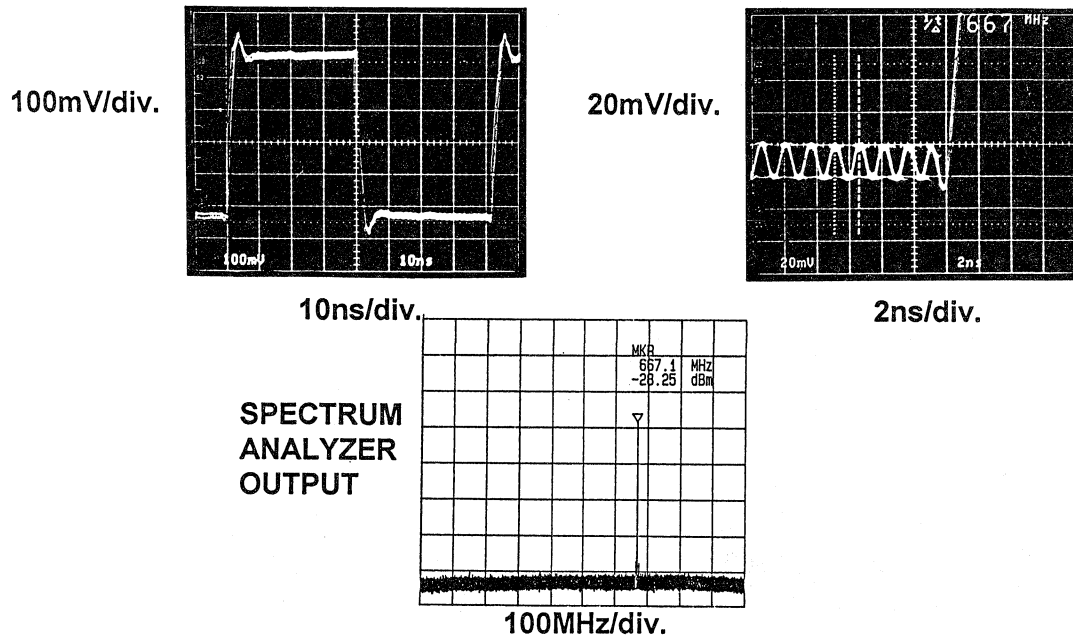 100mV/div.
100mV
10ns
10ns/div.
20mV/div.
667 MHz
20mV
2ns
2ns/div.
SPECTRUM
ANALYZER
OUTPUT
MKR
667.1 MHz
-28.25 dBm
100MHz/div.